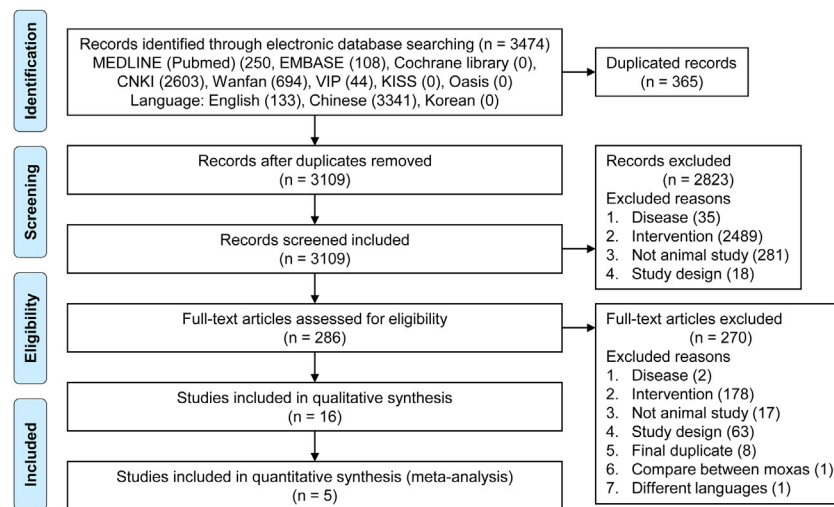 Identification
Records identified through electronic database searching (n = 3474)
MEDLINE (Pubmed) (250, EMBASE (108), Cochrane library (0),
CNKI (2603), Wanfan (694), VIP (44), KISS (0), Oasis (0)
Language: English (133), Chinese (3341), Korean (0)
Duplicated records
n = 365)
Screening
Records after duplicates removed
(n = 3109)
Records screened included
(n = 3109)
Records excluded
(n = 2823)
Excluded reasons
1. Disease (35)
2. Intervention (2489)
3. Not animal study (281)
4. Study design (18)
Eligibility
Full-text articles assessed for eligibility
(n = 286)
Full-text articles excluded
(n = 270)
Excluded reasons
1. Disease (2)
2. Intervention (178)
3. Not animal study (17)
4. Study design (63)
5. Final duplicate (8)
6. Compare between moxas (1)
7. Different languages (1)
Included
Studies included in qualitative synthesis
(n = 16)
Studies included in quantitative synthesis (meta-analysis)
(n = 5)